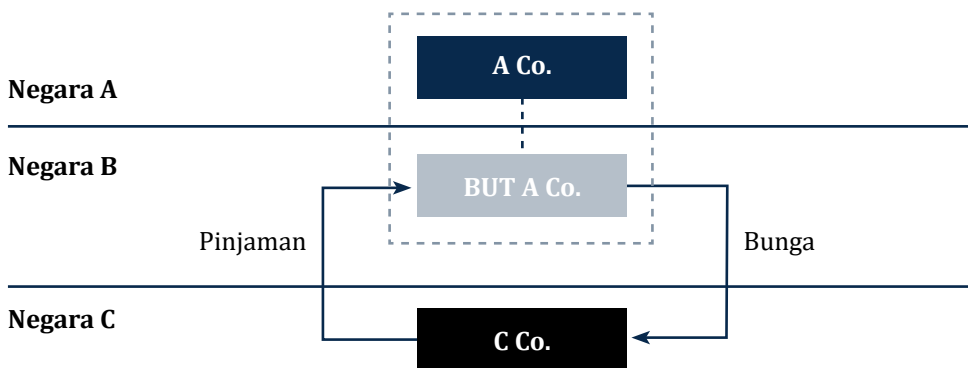 A Co.
Negara A
Negara B
BUT A Co.
Pinjaman
Bunga
Negara C
C Co.